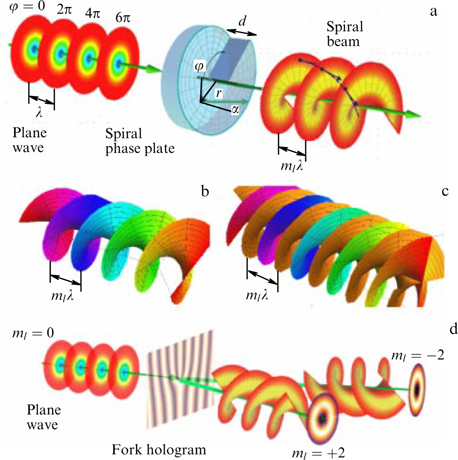 φ = 0 2π 4π 6π
a
d
Spiral
beam
φ
r
α
λ
Plane
wave
Spiral
phase plate
m_lλ
b
c
m_lλ
m_lλ
d
m_l = 0
m_l = −2
Plane
wave
Fork hologram
m_l = +2